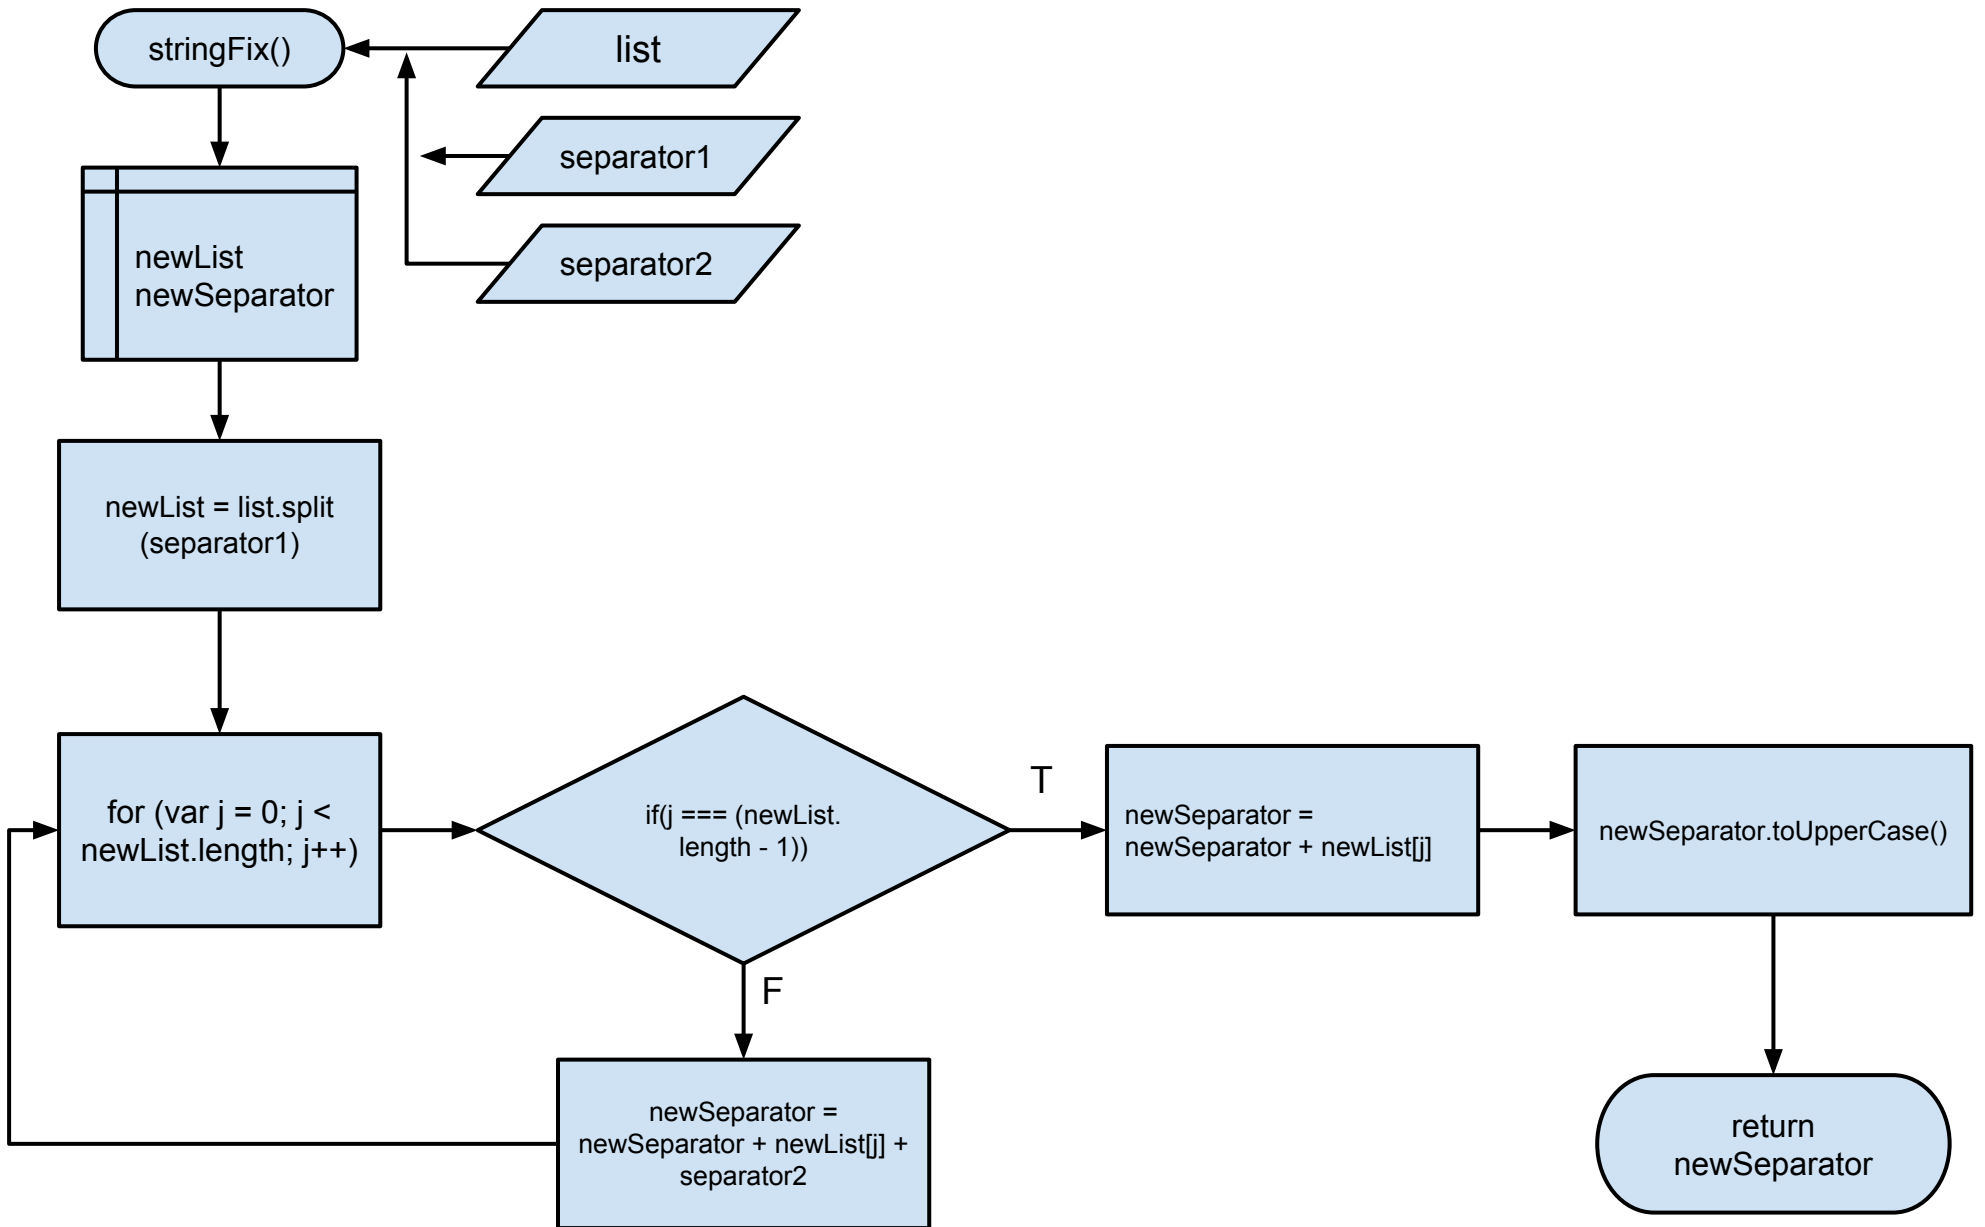 stringFix()
list
separator1
separator2
newList
newSeparator
newList = list.split
(separator1)
for (var j = 0; j <
newList.length; j++)
if(j === (newList.
length - 1))
T
newSeparator =
newSeparator + newList[j]
newSeparator.toUpperCase()
F
newSeparator =
newSeparator + newList[j] +
separator2
return
newSeparator